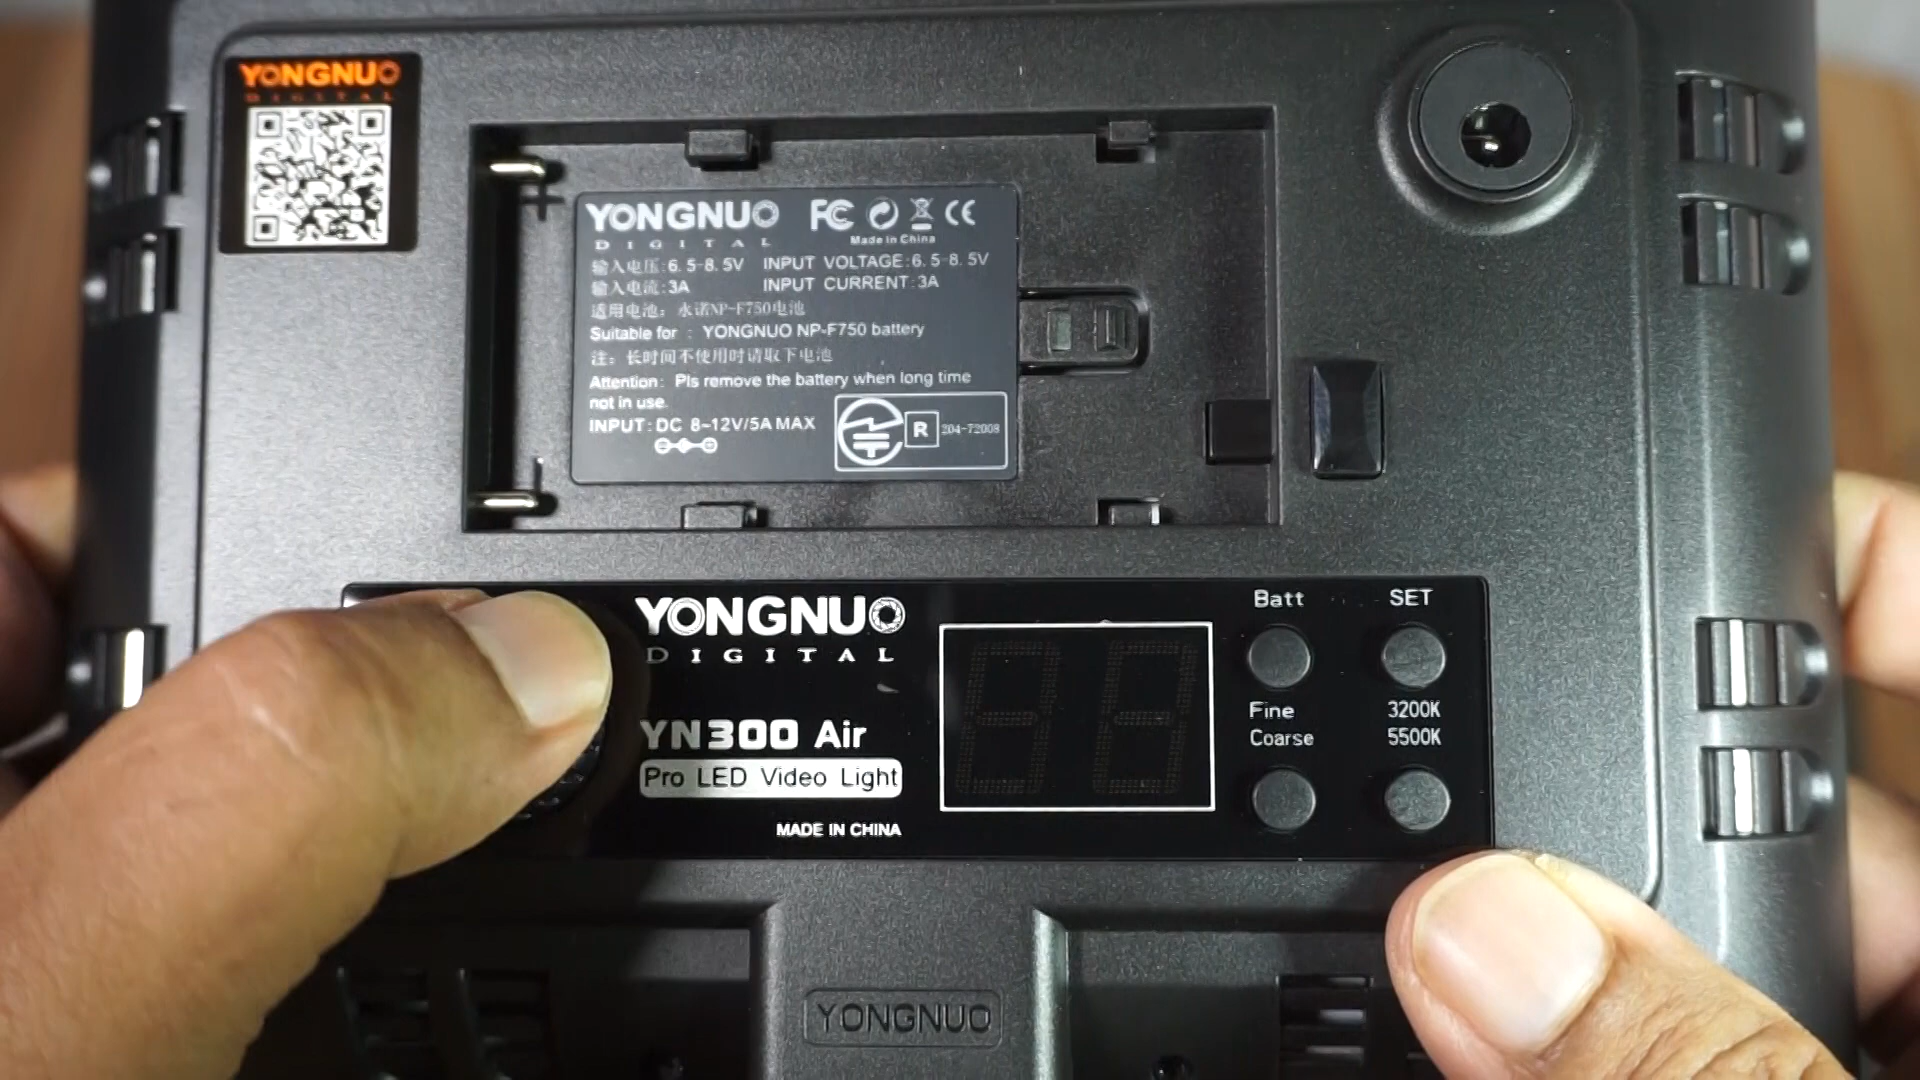 YONGNUO
DIGITAL
YONGNUO FC CE
DIGITAL Made in China
输入电压:6.5-8.5V INPUT VOLTAGE:6.5-8.5V
输入电流:3A INPUT CURRENT:3A
适用电池：永诺NP-F750电池
Suitable for : YONGNUO NP-F750 battery
注：长时间不使用时请取下电池
Attention: Pls remove the battery when long time
not in use.
INPUT:DC 8~12V/5A MAX
R 204-72008
+
-
YONGNUO
DIGITAL
YN300 Air
Pro LED Video Light
MADE IN CHINA
Batt SET
Fine 3200K
Coarse 5500K
YONGNUO